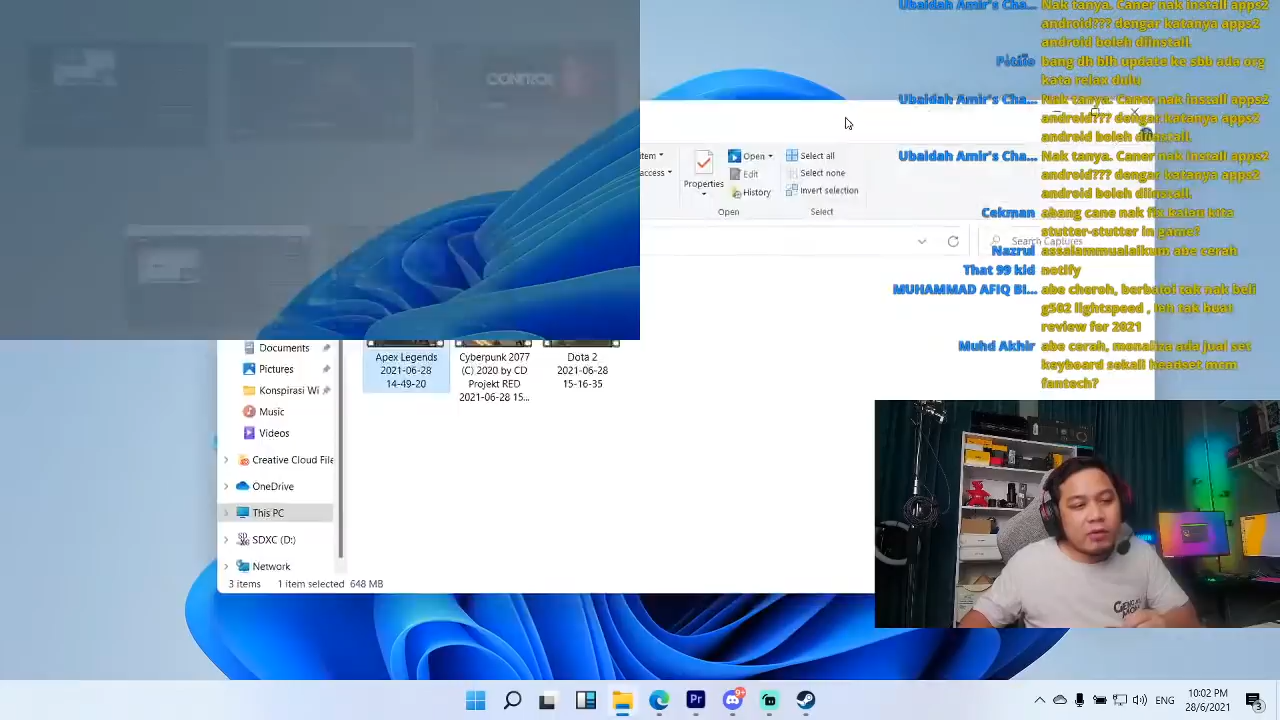 Ubaidah Amir's Cha... Nak tanya. Caner nak install apps2
android??? dengar katanya apps2
android boleh diinstall.
bang dh blh update ke sbb ada org
kata relax dulu
Ubaidah Amir's Cha... Nak tanya. Caner nak install apps2
android??? dengar katanya apps2
android boleh diinstall.
Ubaidah Amir's Cha... Nak tanya. Caner nak install apps2
android??? dengar katanya apps2
android boleh diinstall.
Cekman abang cane nak fix kalau kita
stutter-stutter in game?
Nazrul assalammualaikum abe cerah
That 99 kid notify
MUHAMMAD AFIQ BI... abe cheroh, berbaloi tak nak beli
g502 lightspeed , leh tak buat
review for 2021
Muhd Akhir abe cerah, monaliza ada jual set
keyboard sekali headset mcm
fantech?
CONTROL
Properties
Open
Edit
History
Open
Select all
Select none
Invert selection
Select
Search Captures
Documents
Pictures
Konspirasi Wi
Music
Videos
Creative Cloud File
OneDrive
This PC
SDXC (D:)
Network
Apex Legends
2021-06-28
14-49-20
Cyberpunk 2077
(C) 2020 by CD
Projekt RED
2021-06-28 15...
Dota 2
2021-06-28
15-16-35
3 items 1 item selected 648 MB
9+
ENG
10:02 PM
28/6/2021
3